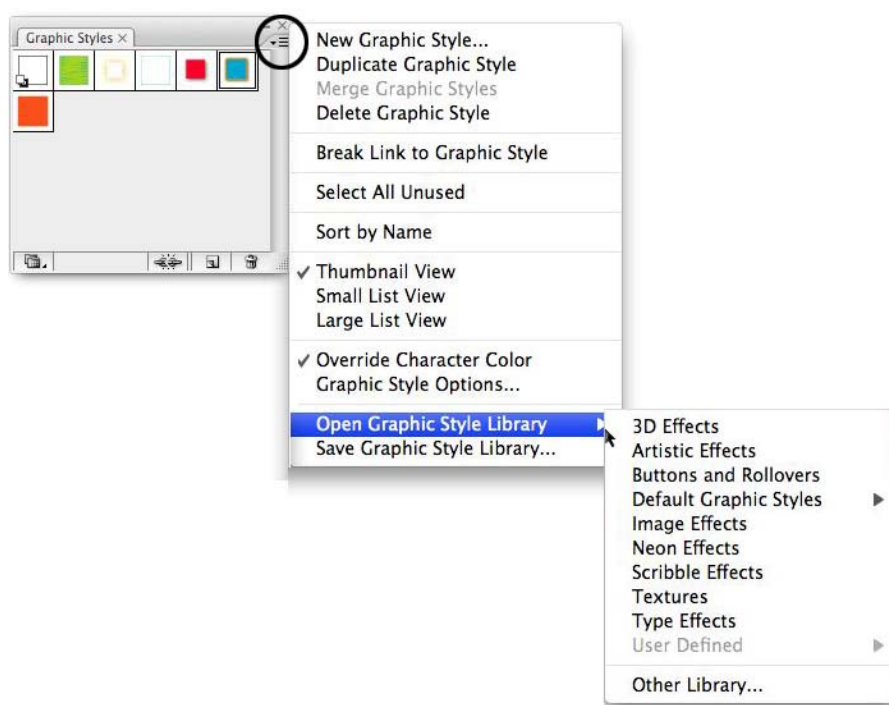 Graphic Styles ×
New Graphic Style...
Duplicate Graphic Style
Merge Graphic Styles
Delete Graphic Style
Break Link to Graphic Style
Select All Unused
Sort by Name
✓ Thumbnail View
Small List View
Large List View
✓ Override Character Color
Graphic Style Options...
Open Graphic Style Library
Save Graphic Style Library...
3D Effects
Artistic Effects
Buttons and Rollovers
Default Graphic Styles
Image Effects
Neon Effects
Scribble Effects
Textures
Type Effects
User Defined
Other Library...